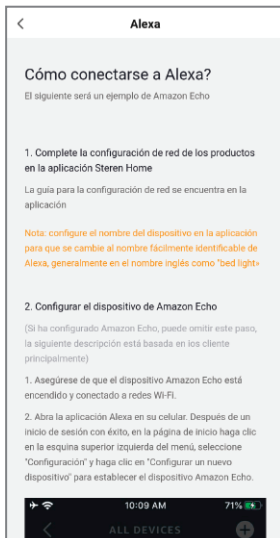 Alexa
Cómo conectarse a Alexa?
El siguiente será un ejemplo de Amazon Echo
1. Complete la configuración de red de los productos
en la aplicación Steren Home
La guía para la configuración de red se encuentra en la
aplicación
Nota: configure el nombre del dispositivo en la aplicación
para que se cambie al nombre fácilmente identificable de
Alexa, generalmente en el nombre inglés como "bed light»
2. Configurar el dispositivo de Amazon Echo
(Si ha configurado Amazon Echo, puede omitir este paso,
la siguiente descripción está basada en los cliente
principalmente)
1. Asegúrese de que el dispositivo Amazon Echo está
encendido y conectado a redes Wi-Fi.
2. Abra la aplicación Alexa en su celular. Después de un
inicio de sesión con éxito, en la página de inicio haga clic
en la esquina superior izquierda del menú, seleccione
"Configuración" y haga clic en "Configurar un nuevo
dispositivo" para establecer el dispositivo Amazon Echo.
10:09 AM 71%
ALL DEVICES